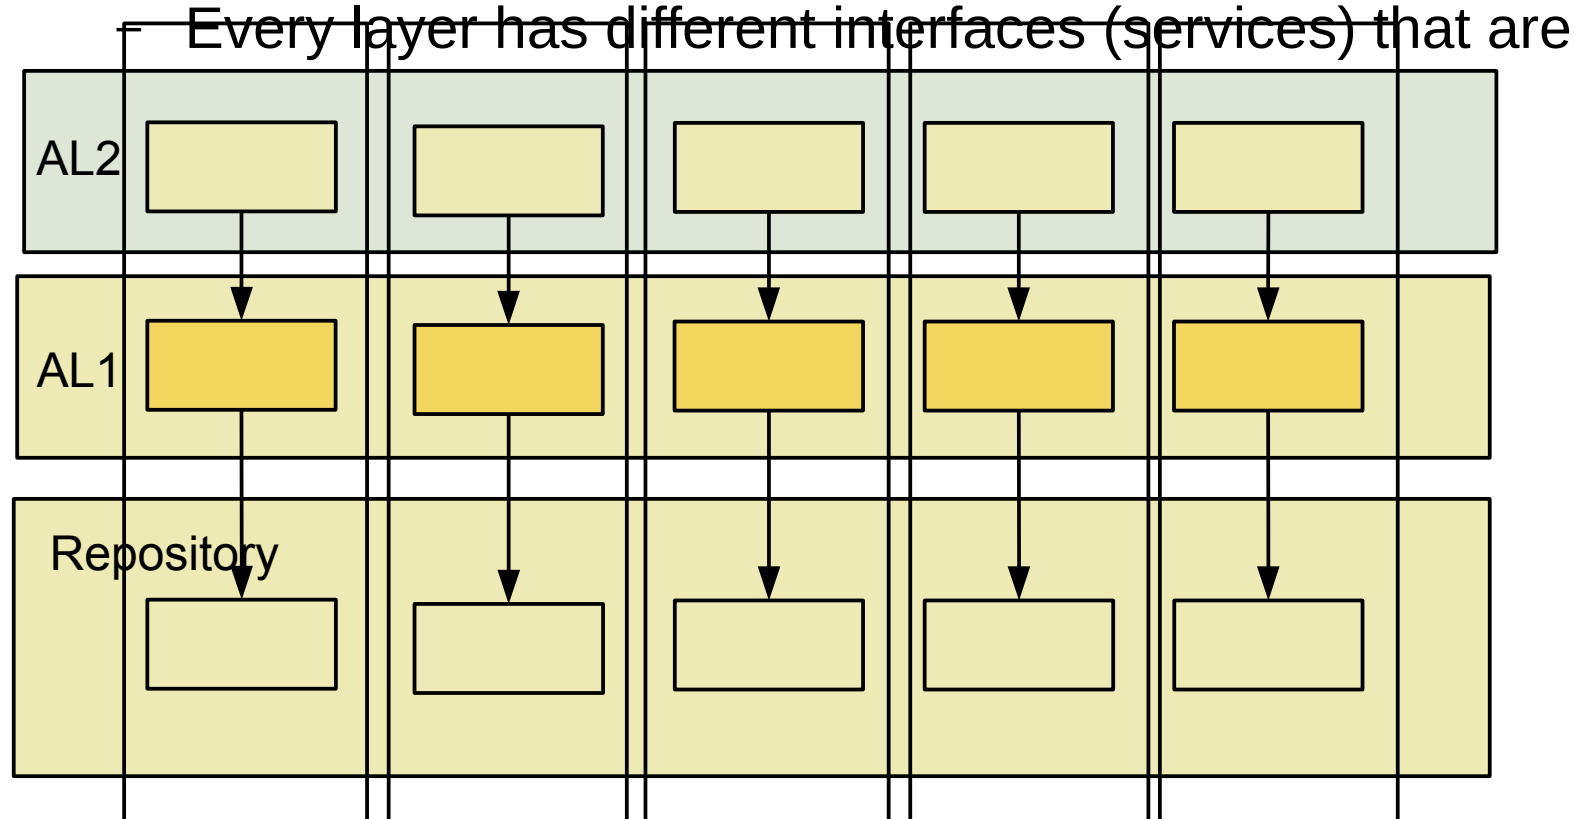 – Every layer has different interfaces (services) that are
AL2
AL1
Repository